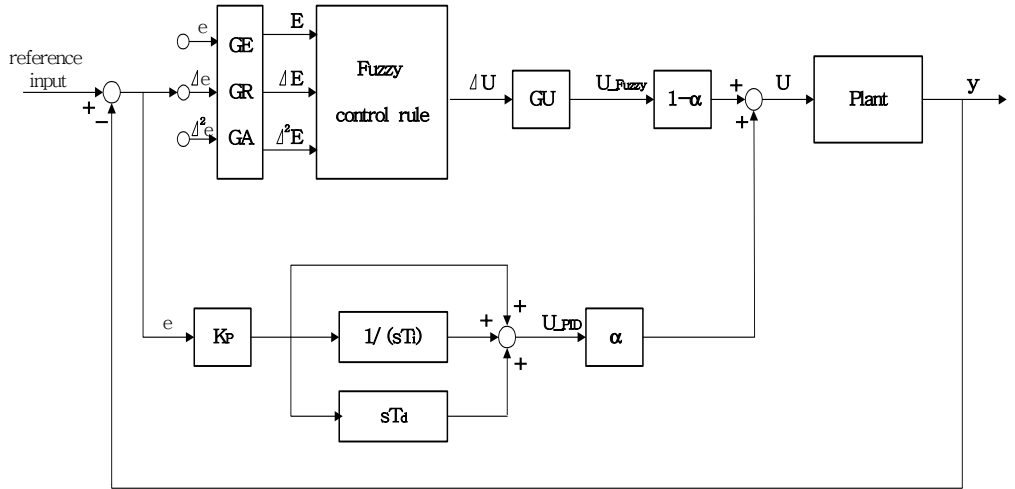 reference
input
+
−
e
Δe
Δ²e
GE
GR
GA
E
ΔE
Δ²E
Fuzzy
control rule
ΔU
GU
U_Fuzzy
1-α
+
+
U
Plant
y
e
KP
1/(sTi)
sTd
+
+
+
U_PID
α